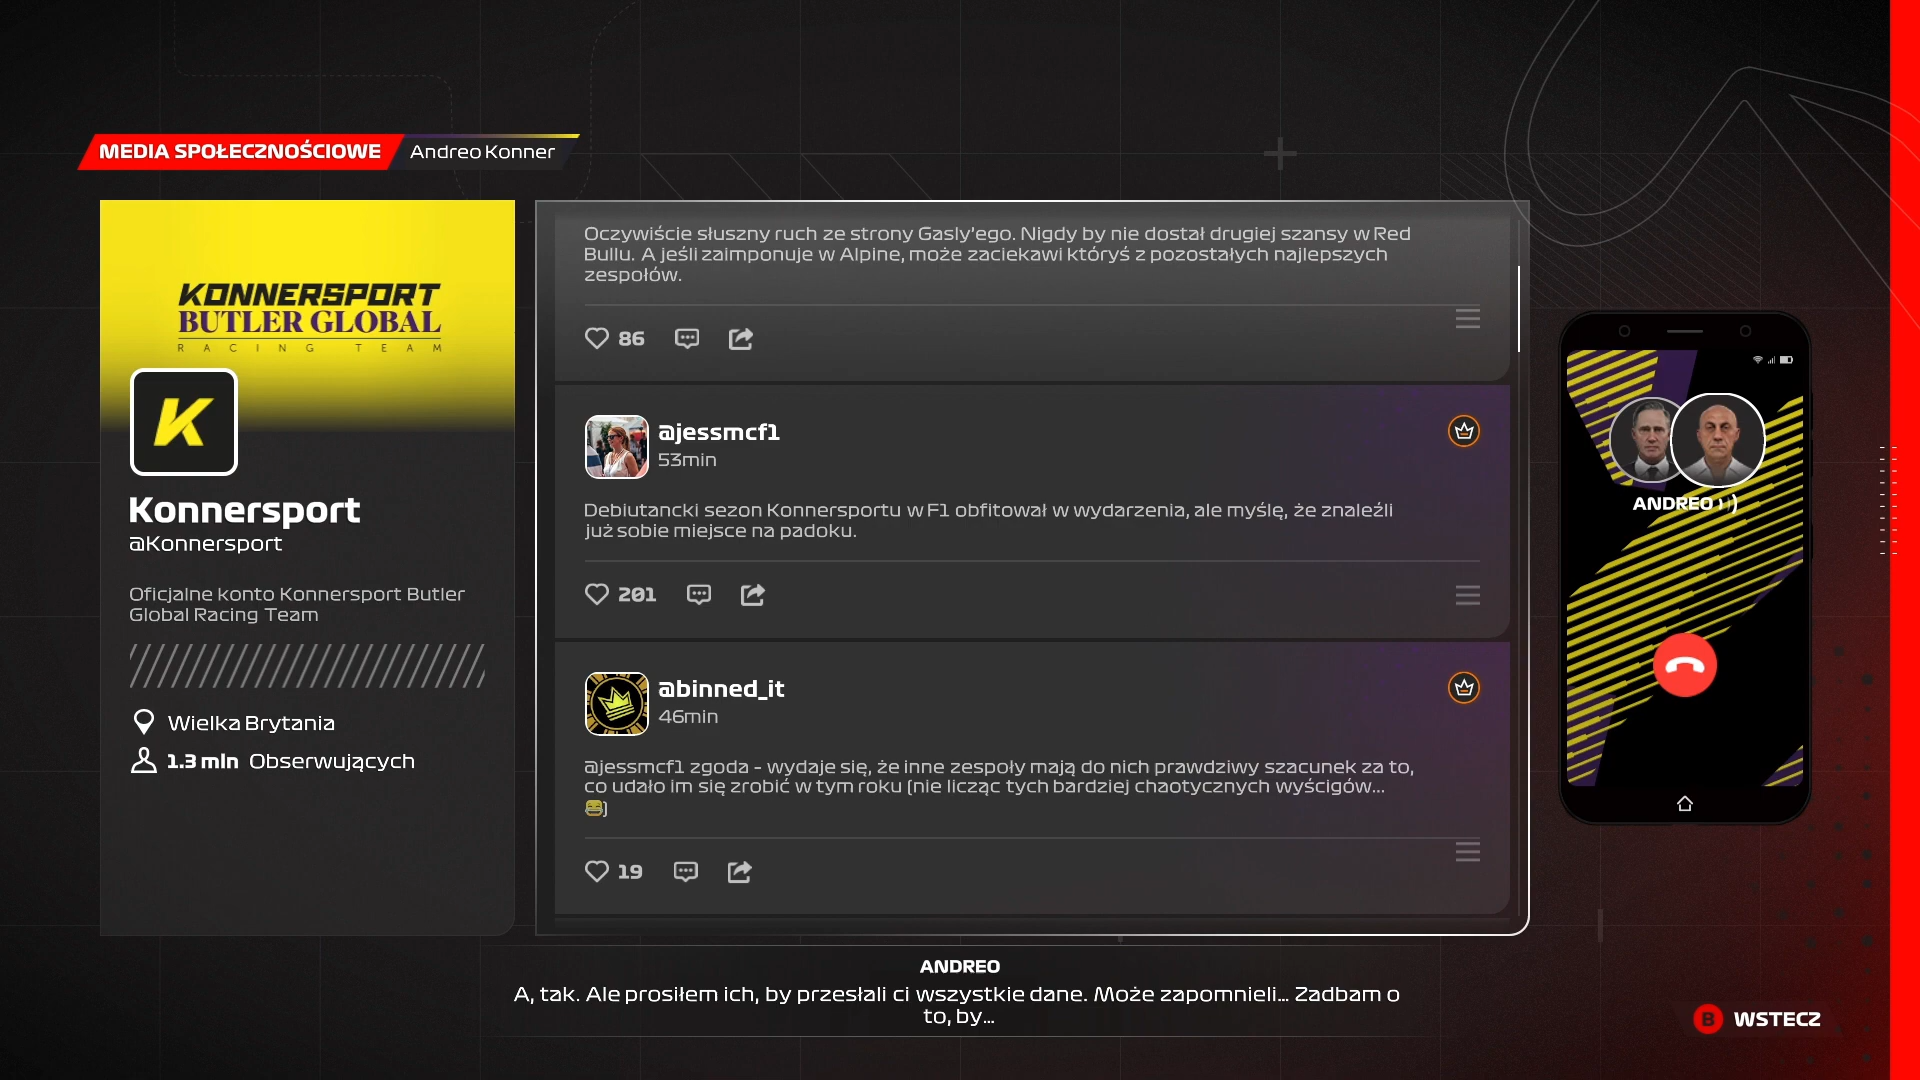 MEDIA SPOŁECZNOŚCIOWE
Andreo Konner
KONNERSPORT
BUTLER GLOBAL
RACING TEAM
K
Konnersport
@Konnersport
Oficjalne konto Konnersport Butler
Global Racing Team
Wielka Brytania
1.3 mln Obserwujących
Oczywiście słuszny ruch ze strony Gasly'ego. Nigdy by nie dostał drugiej szansy w Red
Bullu. A jeśli zaimponuje w Alpine, może zaciekawi któryś z pozostałych najlepszych
zespołów.
86
@jessmcf1
53min
Debiutancki sezon Konnersportu w F1 obfitował w wydarzenia, ale myślę, że znaleźli
już sobie miejsce na padoku.
201
@binned_it
46min
@jessmcf1 zgoda - wydaje się, że inne zespoły mają do nich prawdziwy szacunek za to,
co udało im się zrobić w tym roku (nie licząc tych bardziej chaotycznych wyścigów...
😂)
19
ANDREO
ANDREO
A, tak. Ale prosiłem ich, by przesłali ci wszystkie dane. Może zapomnieli... Zadbam o
to, by...
B WSTECZ